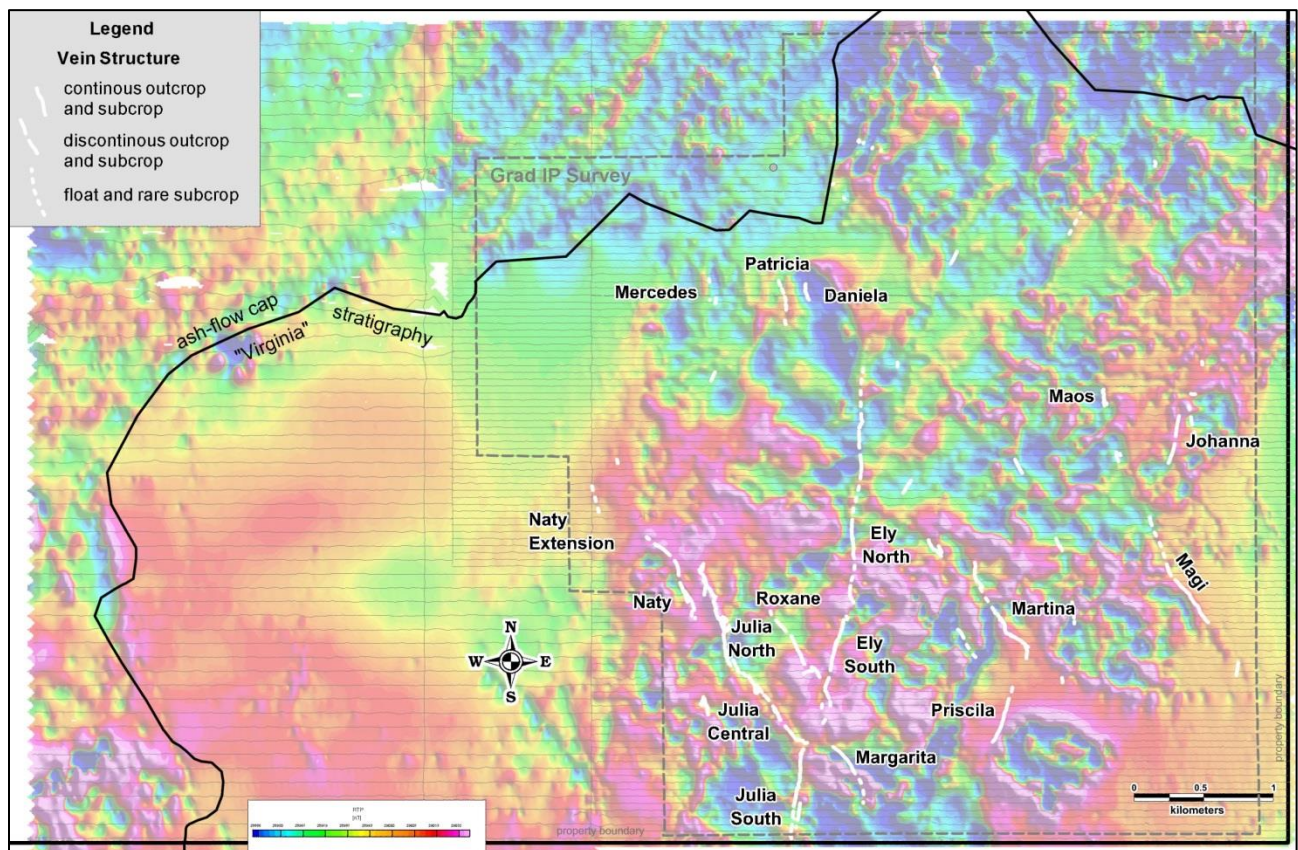 Legend
Vein Structure
continous outcrop
and subcrop
discontinous outcrop
and subcrop
float and rare subcrop
Grad IP Survey
Patricia
Mercedes
Daniela
ash-flow cap
"Virginia"
stratigraphy
Maos
Johanna
Naty
Extension
Ely
North
Magi
Naty
Roxane
Martina
Julia
North
N
W
E
S
Ely
South
Julia
Central
Priscila
Margarita
Julia
South
property boundary
0
0.5
1
kilometers
property boundary
RTP
[nT]